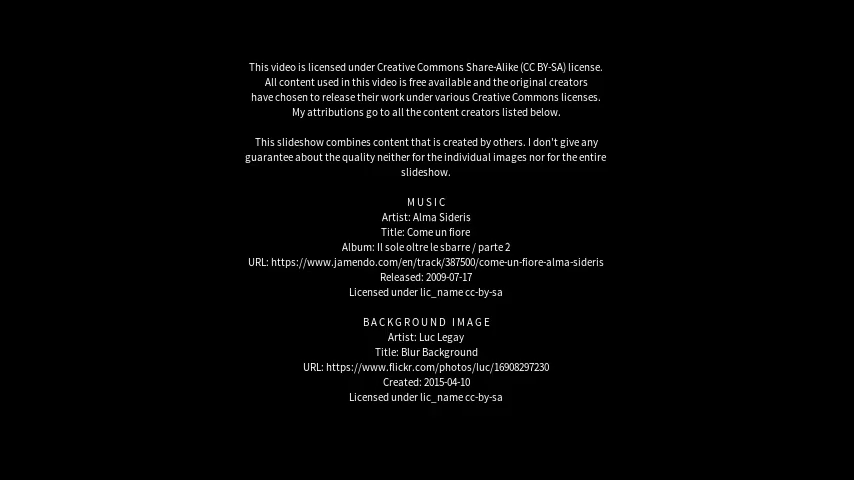 This video is licensed under Creative Commons Share-Alike (CC BY-SA) license.
All content used in this video is free available and the original creators
have chosen to release their work under various Creative Commons licenses.
My attributions go to all the content creators listed below.
This slideshow combines content that is created by others. I don't give any
guarantee about the quality neither for the individual images nor for the entire
slideshow.
MUSIC
Artist: Alma Sideris
Title: Come un fiore
Album: Il sole oltre le sbarre / parte 2
URL: https://www.jamendo.com/en/track/387500/come-un-fiore-alma-sideris
Released: 2009-07-17
Licensed under lic_name cc-by-sa
BACKGROUND IMAGE
Artist: Luc Legay
Title: Blur Background
URL: https://www.flickr.com/photos/luc/16908297230
Created: 2015-04-10
Licensed under lic_name cc-by-sa